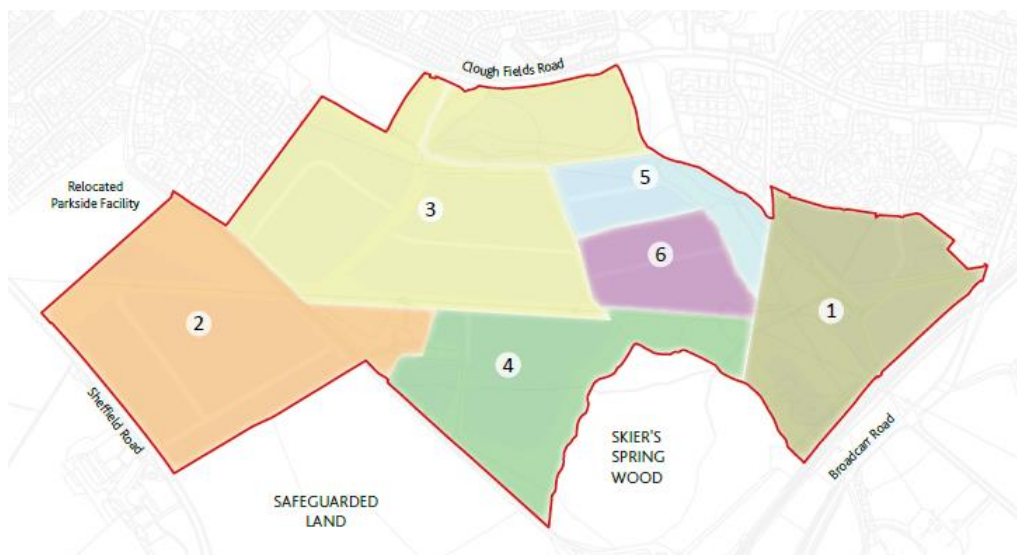 Clough Fields Road
Relocated
Parkside Facility
5
3
6
1
2
4
Sheffield Road
SKIER'S
SPRING
WOOD
Broadcarr Road
SAFEGUARDED
LAND